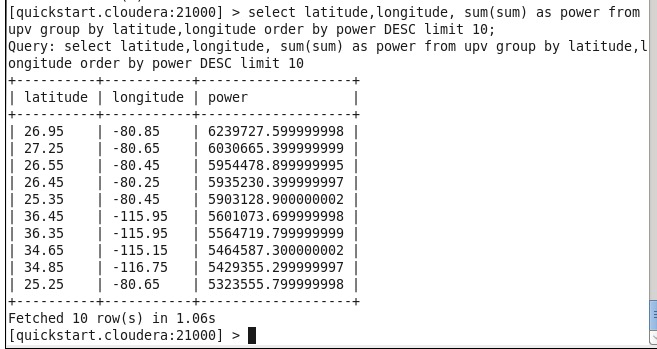 [quickstart.cloudera:21000] > select latitude,longitude, sum(sum) as power from
upv group by latitude,longitude order by power DESC limit 10;
Query: select latitude,longitude, sum(sum) as power from upv group by latitude,l
ongitude order by power DESC limit 10
+----------+-----------+-------------------+
| latitude | longitude | power             |
+----------+-----------+-------------------+
| 26.95    | -80.85    | 6239727.599999998 |
| 27.25    | -80.65    | 6030665.399999999 |
| 26.55    | -80.45    | 5954478.899999995 |
| 26.45    | -80.25    | 5935230.399999997 |
| 25.35    | -80.45    | 5903128.900000002 |
| 36.45    | -115.95   | 5601073.699999998 |
| 36.35    | -115.95   | 5564719.799999999 |
| 34.65    | -115.15   | 5464587.300000002 |
| 34.85    | -116.75   | 5429355.299999997 |
| 25.25    | -80.65    | 5323555.799999998 |
+----------+-----------+-------------------+
Fetched 10 row(s) in 1.06s
[quickstart.cloudera:21000] >